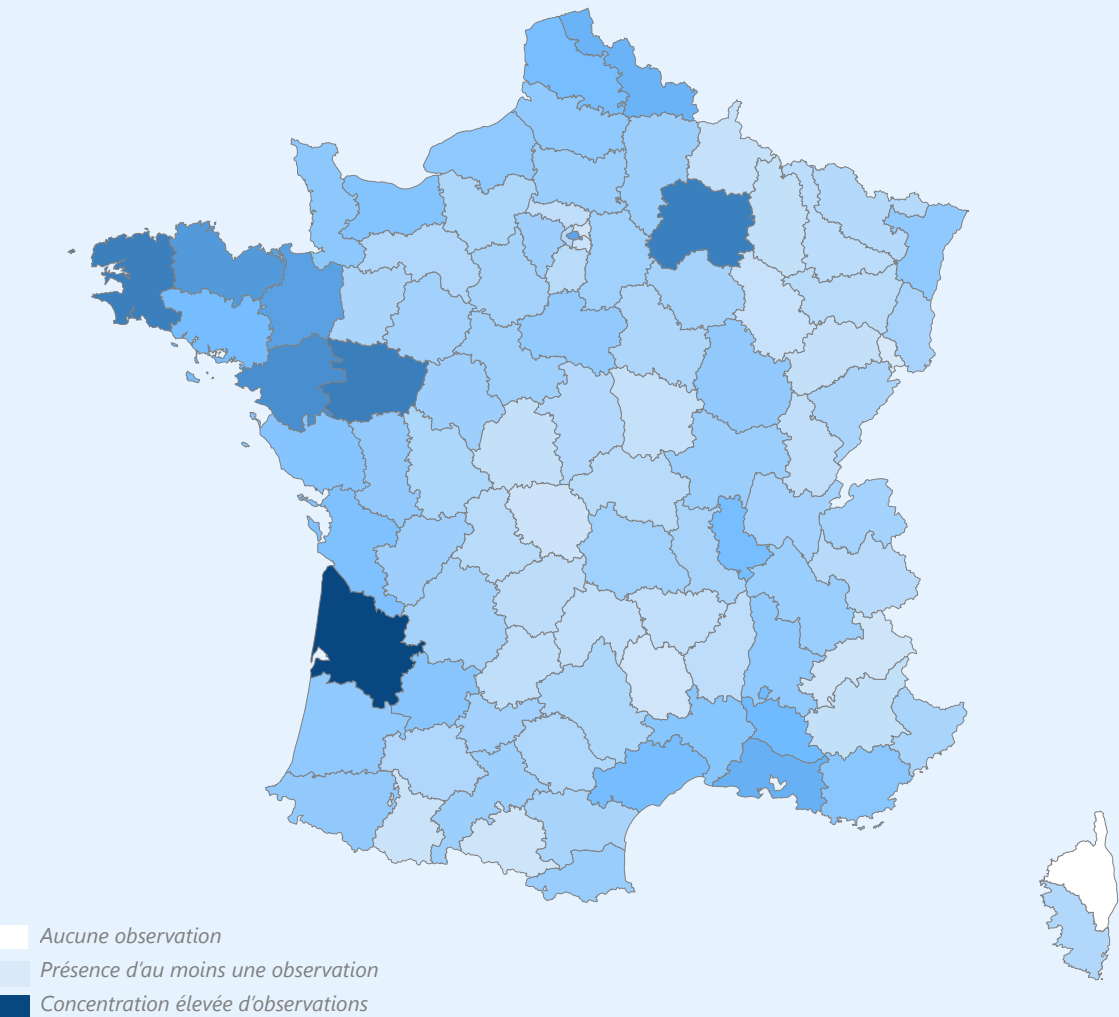 Aucune observation
Présence d'au moins une observation
Concentration élevée d'observations